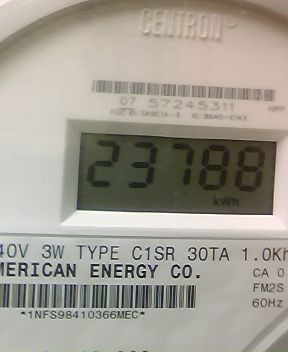 CENTRON
07 57245311
23788
kWh
40V 3W TYPE C1SR 30TA 1.0Kh
MERICAN ENERGY CO.
CA 0
FM2S
60Hz
*1NFS98410366MEC*